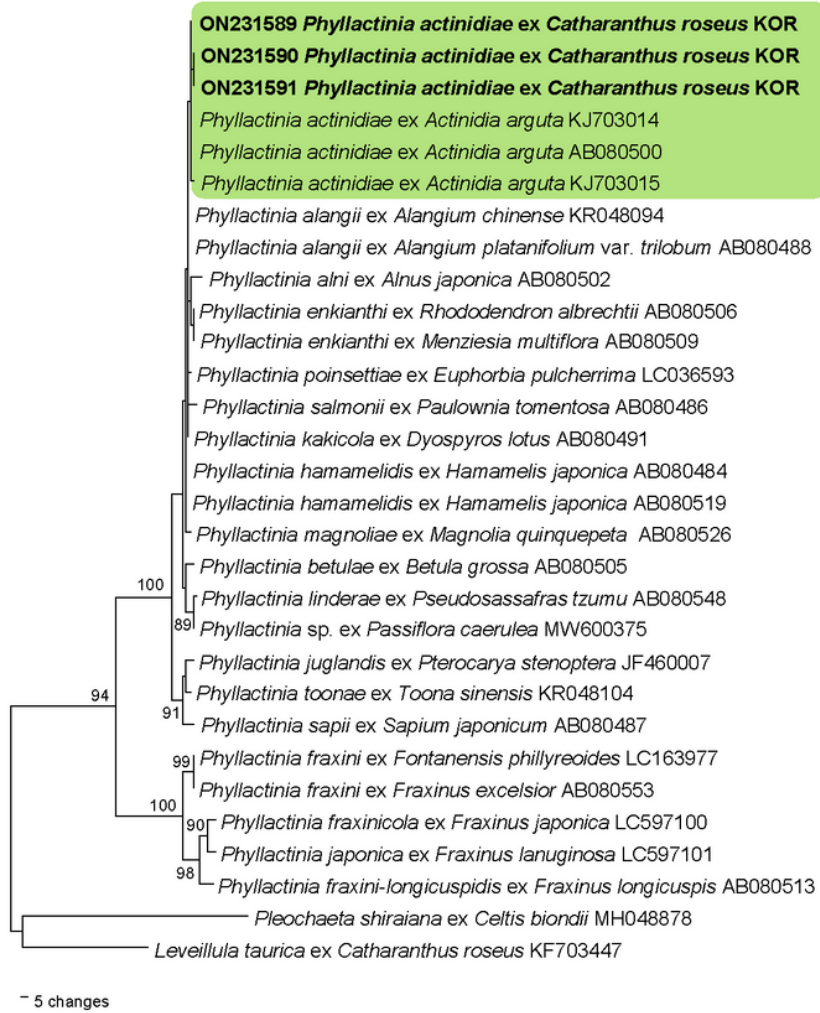 ON231589 Phyllactinia actinidiae ex Catharanthus roseus KOR
ON231590 Phyllactinia actinidiae ex Catharanthus roseus KOR
ON231591 Phyllactinia actinidiae ex Catharanthus roseus KOR
Phyllactinia actinidiae ex Actinidia arguta KJ703014
Phyllactinia actinidiae ex Actinidia arguta AB080500
Phyllactinia actinidiae ex Actinidia arguta KJ703015
Phyllactinia alangii ex Alangium chinense KR048094
Phyllactinia alangii ex Alangium platanifolium var. trilobum AB080488
Phyllactinia alni ex Alnus japonica AB080502
Phyllactinia enkianthi ex Rhododendron albrechtii AB080506
Phyllactinia enkianthi ex Menziesia multiflora AB080509
Phyllactinia poinsettiae ex Euphorbia pulcherrima LC036593
Phyllactinia salmonii ex Paulownia tomentosa AB080486
Phyllactinia kakicola ex Dyospyros lotus AB080491
Phyllactinia hamamelidis ex Hamamelis japonica AB080484
Phyllactinia hamamelidis ex Hamamelis japonica AB080519
Phyllactinia magnoliae ex Magnolia quinquepeta AB080526
Phyllactinia betulae ex Betula grossa AB080505
100
Phyllactinia linderae ex Pseudosassafras tzumu AB080548
89 Phyllactinia sp. ex Passiflora caerulea MW600375
Phyllactinia juglandis ex Pterocarya stenoptera JF460007
94
Phyllactinia toonae ex Toona sinensis KR048104
91
Phyllactinia sapii ex Sapium japonicum AB080487
99 Phyllactinia fraxini ex Fontanensis phillyreoides LC163977
Phyllactinia fraxini ex Fraxinus excelsior AB080553
100
90 Phyllactinia fraxinicola ex Fraxinus japonica LC597100
Phyllactinia japonica ex Fraxinus lanuginosa LC597101
98
Phyllactinia fraxini-longicuspidis ex Fraxinus longicuspis AB080513
Pleochaeta shiraiana ex Celtis biondii MH048878
Leveillula taurica ex Catharanthus roseus KF703447
5 changes